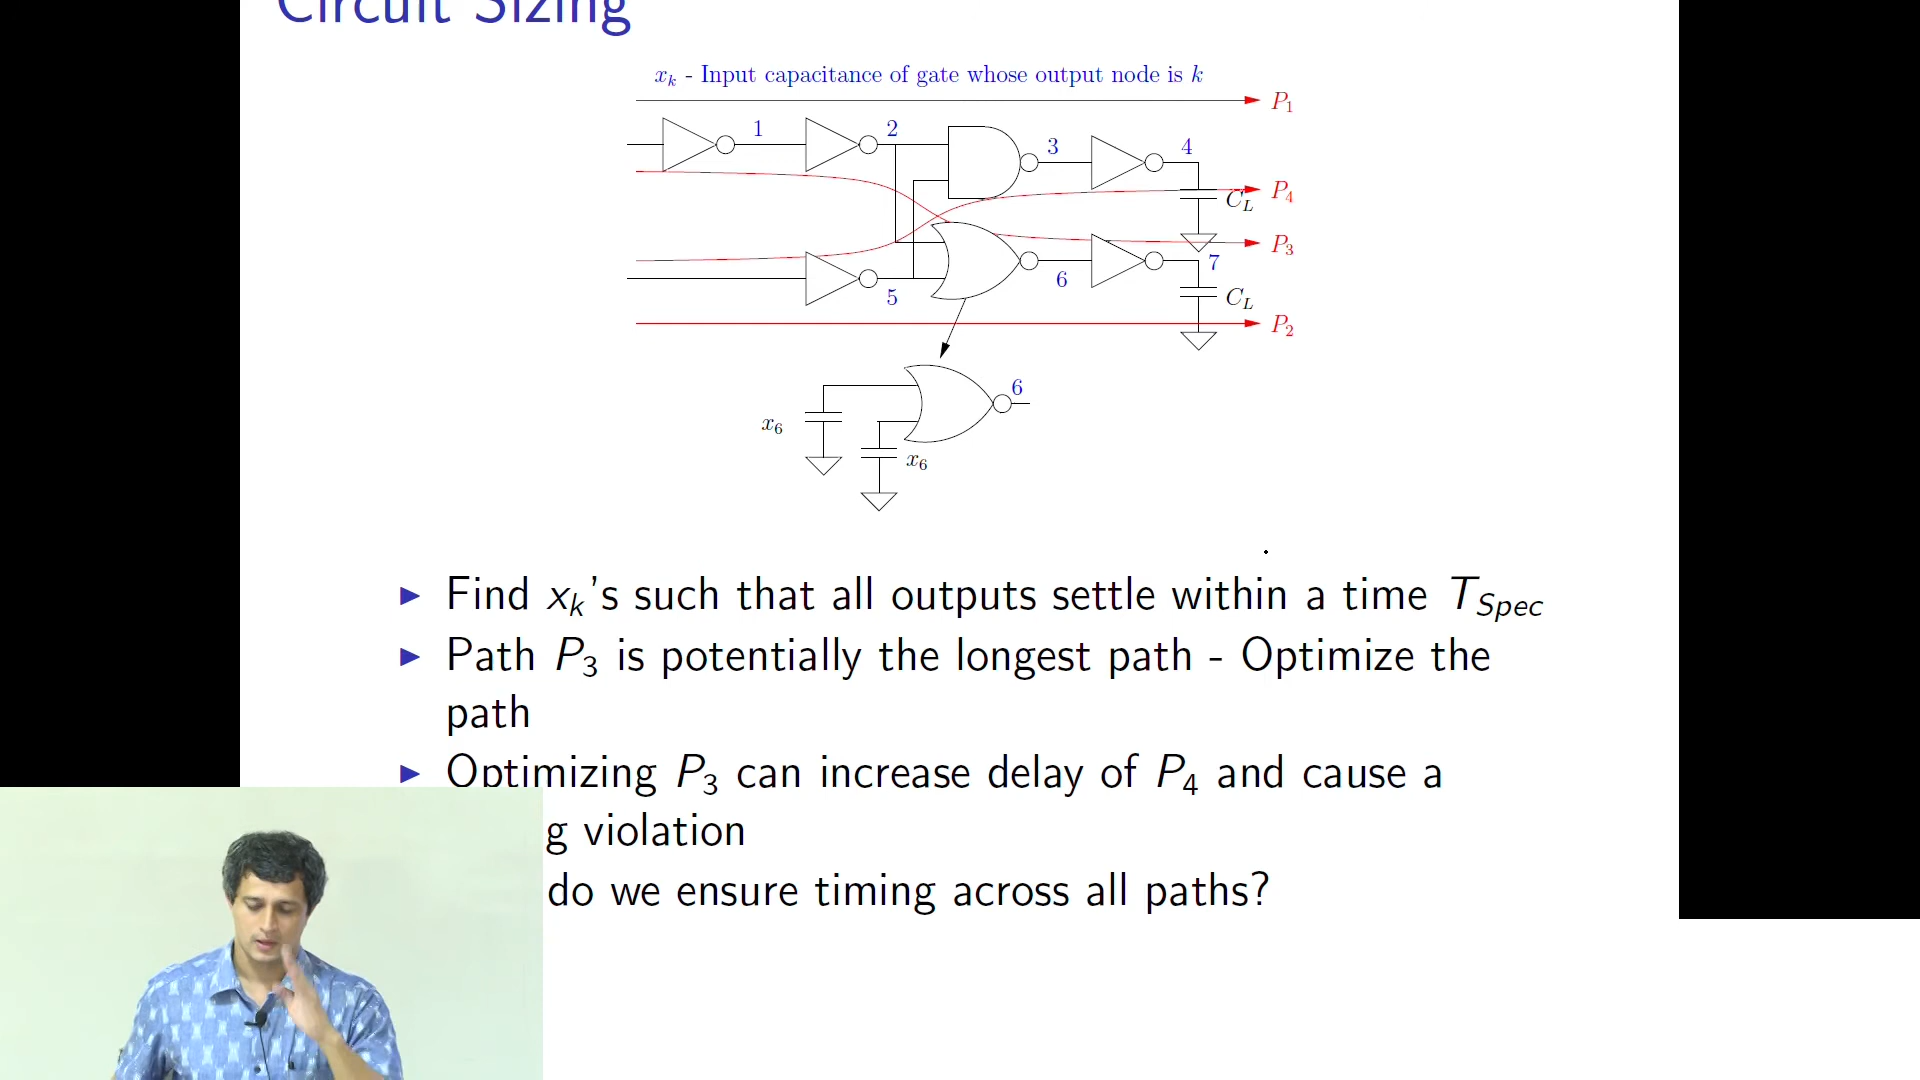 Circuit Sizing
x_k - Input capacitance of gate whose output node is k
P_1
1
2
3
4
C_L
P_4
P_3
5
6
7
C_L
P_2
6
x_6
x_6
▶ Find x_k's such that all outputs settle within a time T_Spec
▶ Path P_3 is potentially the longest path - Optimize the
path
▶ Optimizing P_3 can increase delay of P_4 and cause a
g violation
do we ensure timing across all paths?